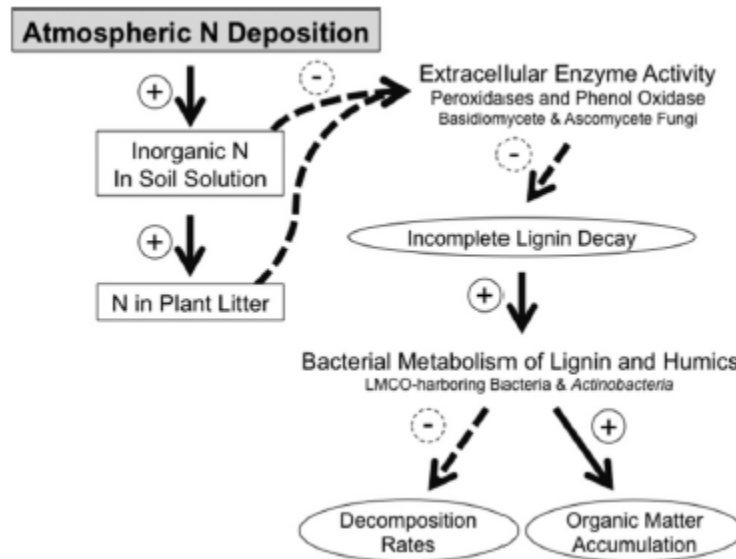 Atmospheric N Deposition
+
-
Extracellular Enzyme Activity
Peroxidases and Phenol Oxidase
Basidiomycete & Ascomycete Fungi
Inorganic N
In Soil Solution
-
+
Incomplete Lignin Decay
N in Plant Litter
+
Bacterial Metabolism of Lignin and Humics
LMCO-harboring Bacteria & Actinobacteria
-
+
Decomposition
Rates
Organic Matter
Accumulation